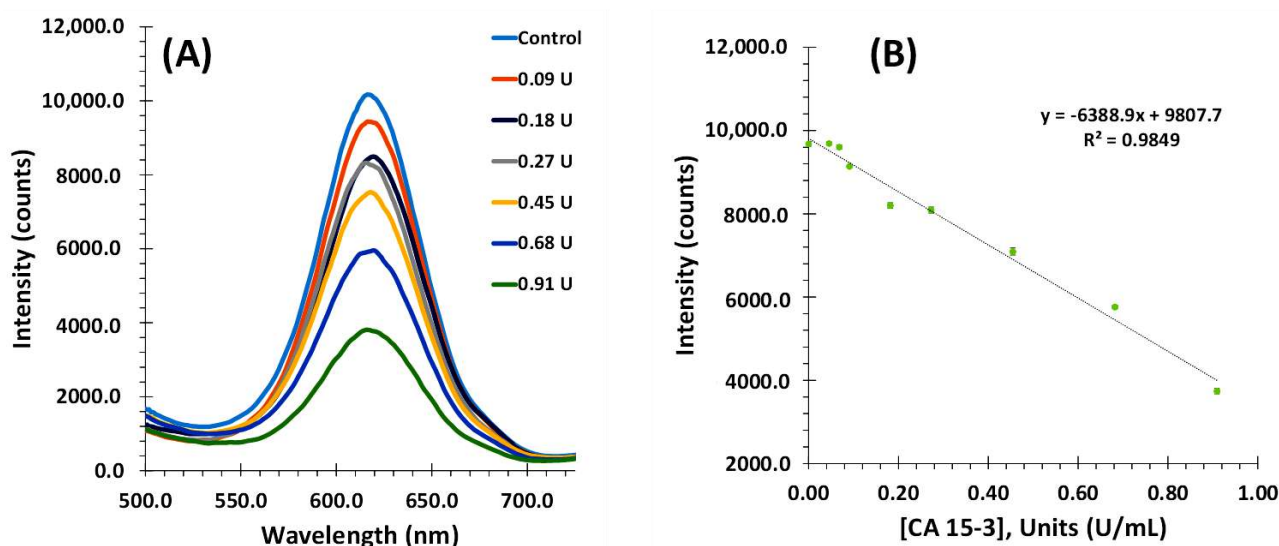 (A)
12,000.0
10,000.0
8000.0
6000.0
4000.0
2000.0
0.0
Intensity (counts)
500.0 550.0 600.0 650.0 700.0
Wavelength (nm)
Control
0.09 U
0.18 U
0.27 U
0.45 U
0.68 U
0.91 U
(B)
12,000.0
10,000.0
8000.0
6000.0
4000.0
2000.0
Intensity (counts)
y = -6388.9x + 9807.7
R² = 0.9849
0.00 0.20 0.40 0.60 0.80 1.00
[CA 15-3], Units (U/mL)